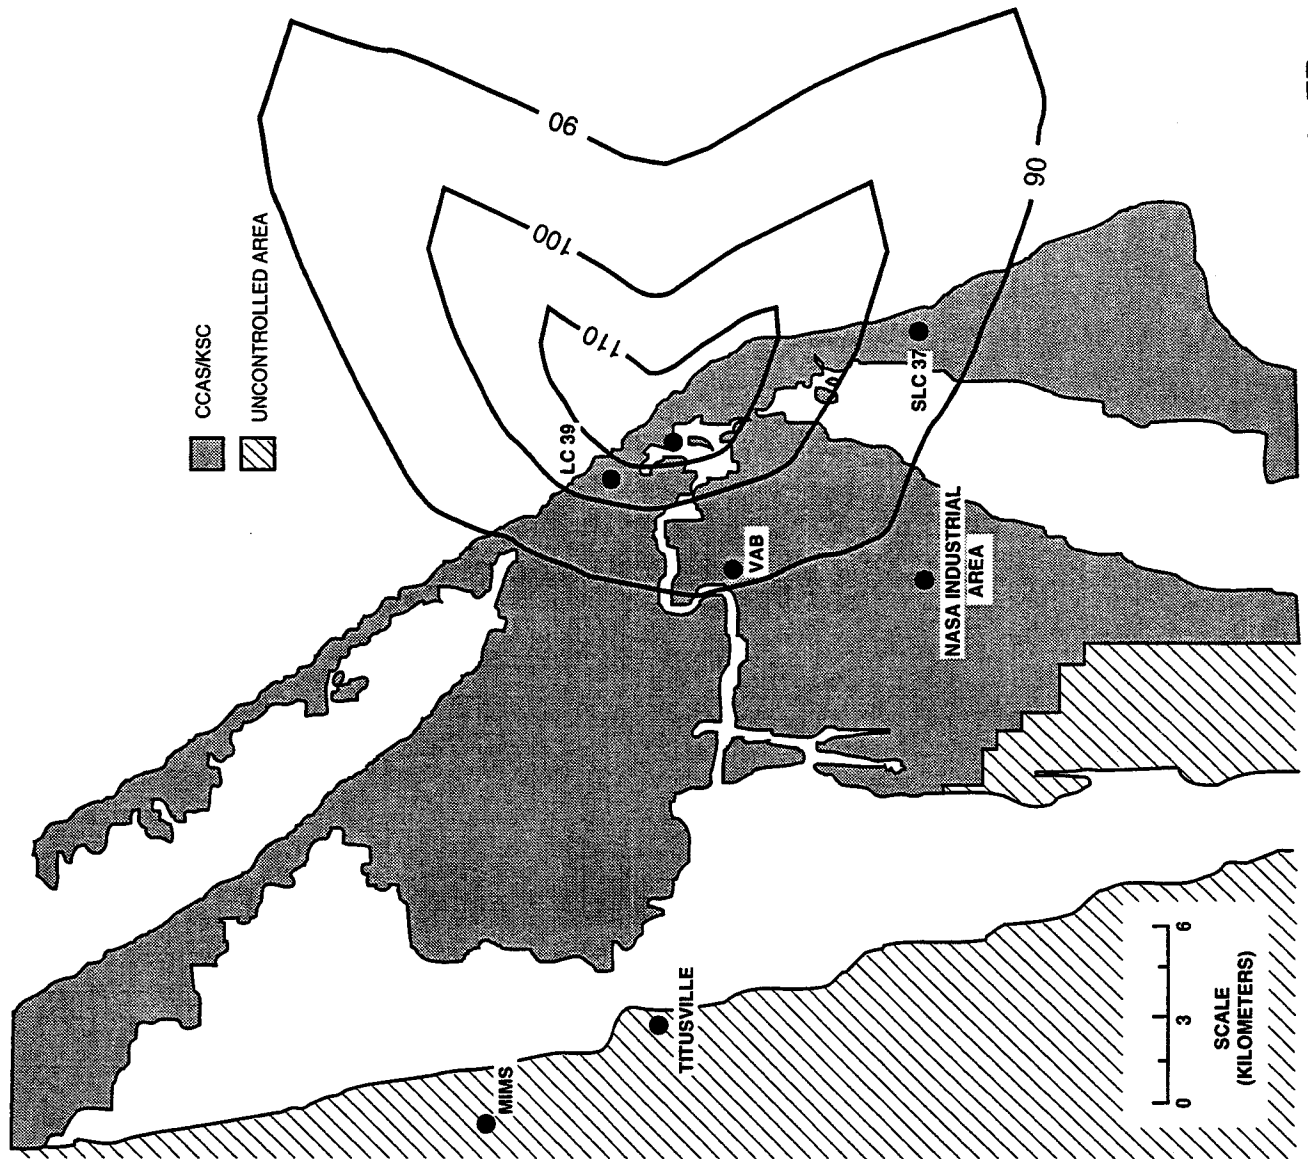 CCAS/KSC
UNCONTROLLED AREA
90
100
110
90
LC 39
SLC 37
VAB
NASA INDUSTRIAL
AREA
TITUSVILLE
MIMS
0 3 6
SCALE
(KILOMETERS)